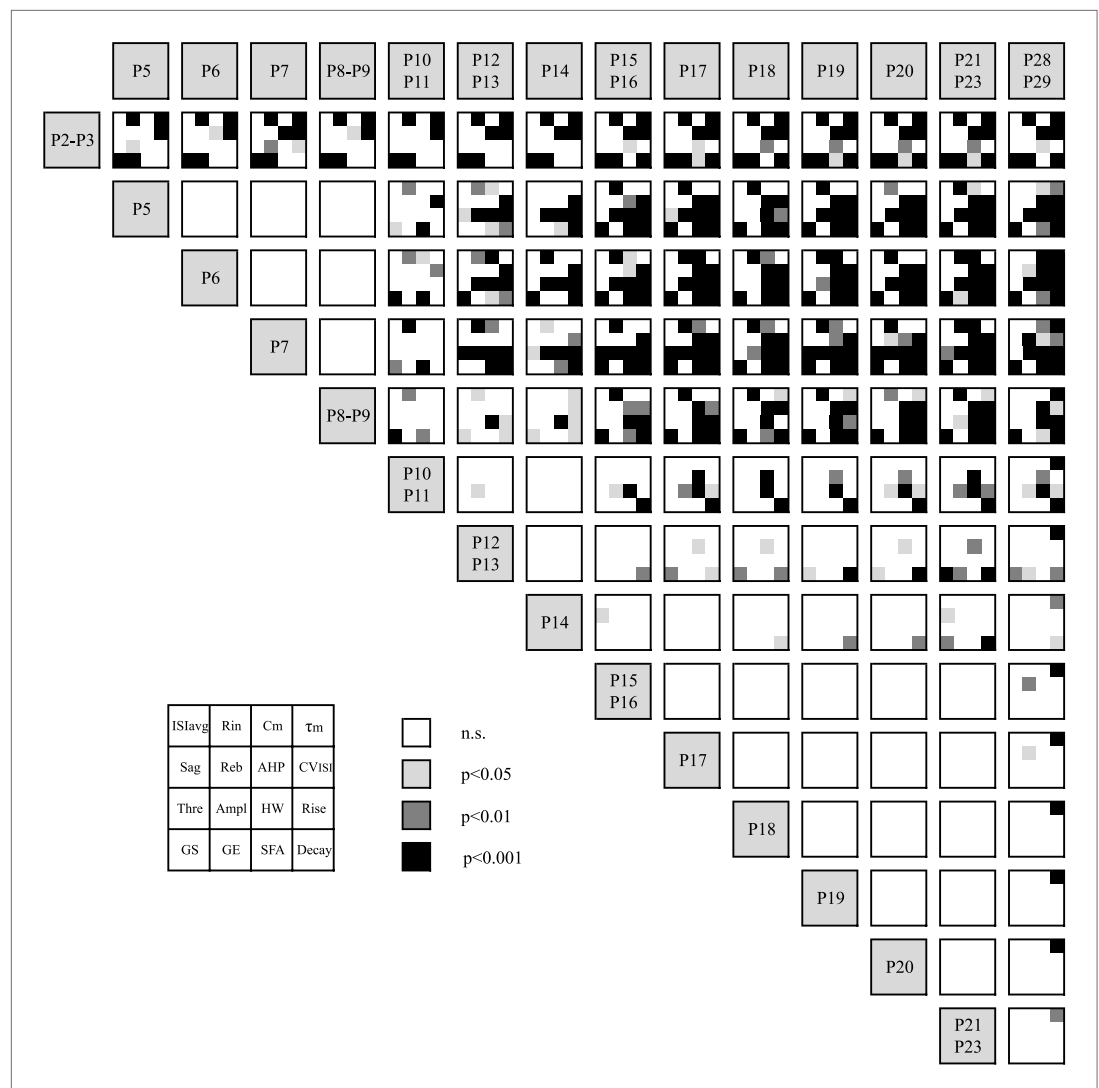 P5
P6
P7
P8-P9
P10
P11
P12
P13
P14
P15
P16
P17
P18
P19
P20
P21
P23
P28
P29
P2-P3
P5
P6
P7
P8-P9
P10
P11
P12
P13
P14
P15
P16
P17
P18
P19
P20
P21
P23
ISIavg Rin Cm τm
Sag Reb AHP CVISI
Thre Ampl HW Rise
GS GE SFA Decay
n.s.
p<0.05
p<0.01
p<0.001